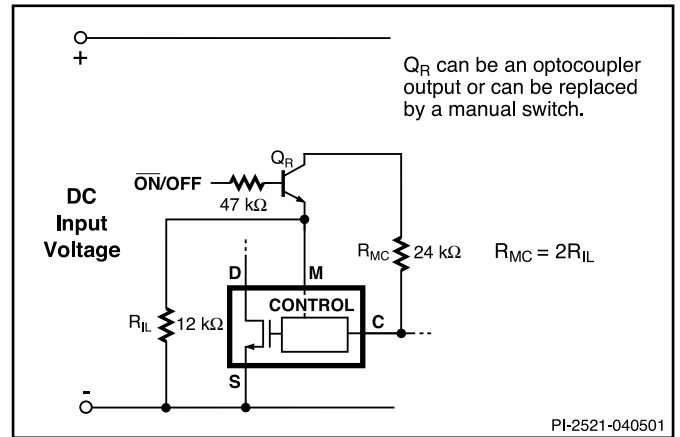 +
Q_R can be an optocoupler
output or can be replaced
by a manual switch.
Q_R
ON/OFF
47 kΩ
DC
Input
Voltage
R_MC 24 kΩ
R_MC = 2R_IL
D
M
CONTROL
C
R_IL 12 kΩ
S
-
PI-2521-040501